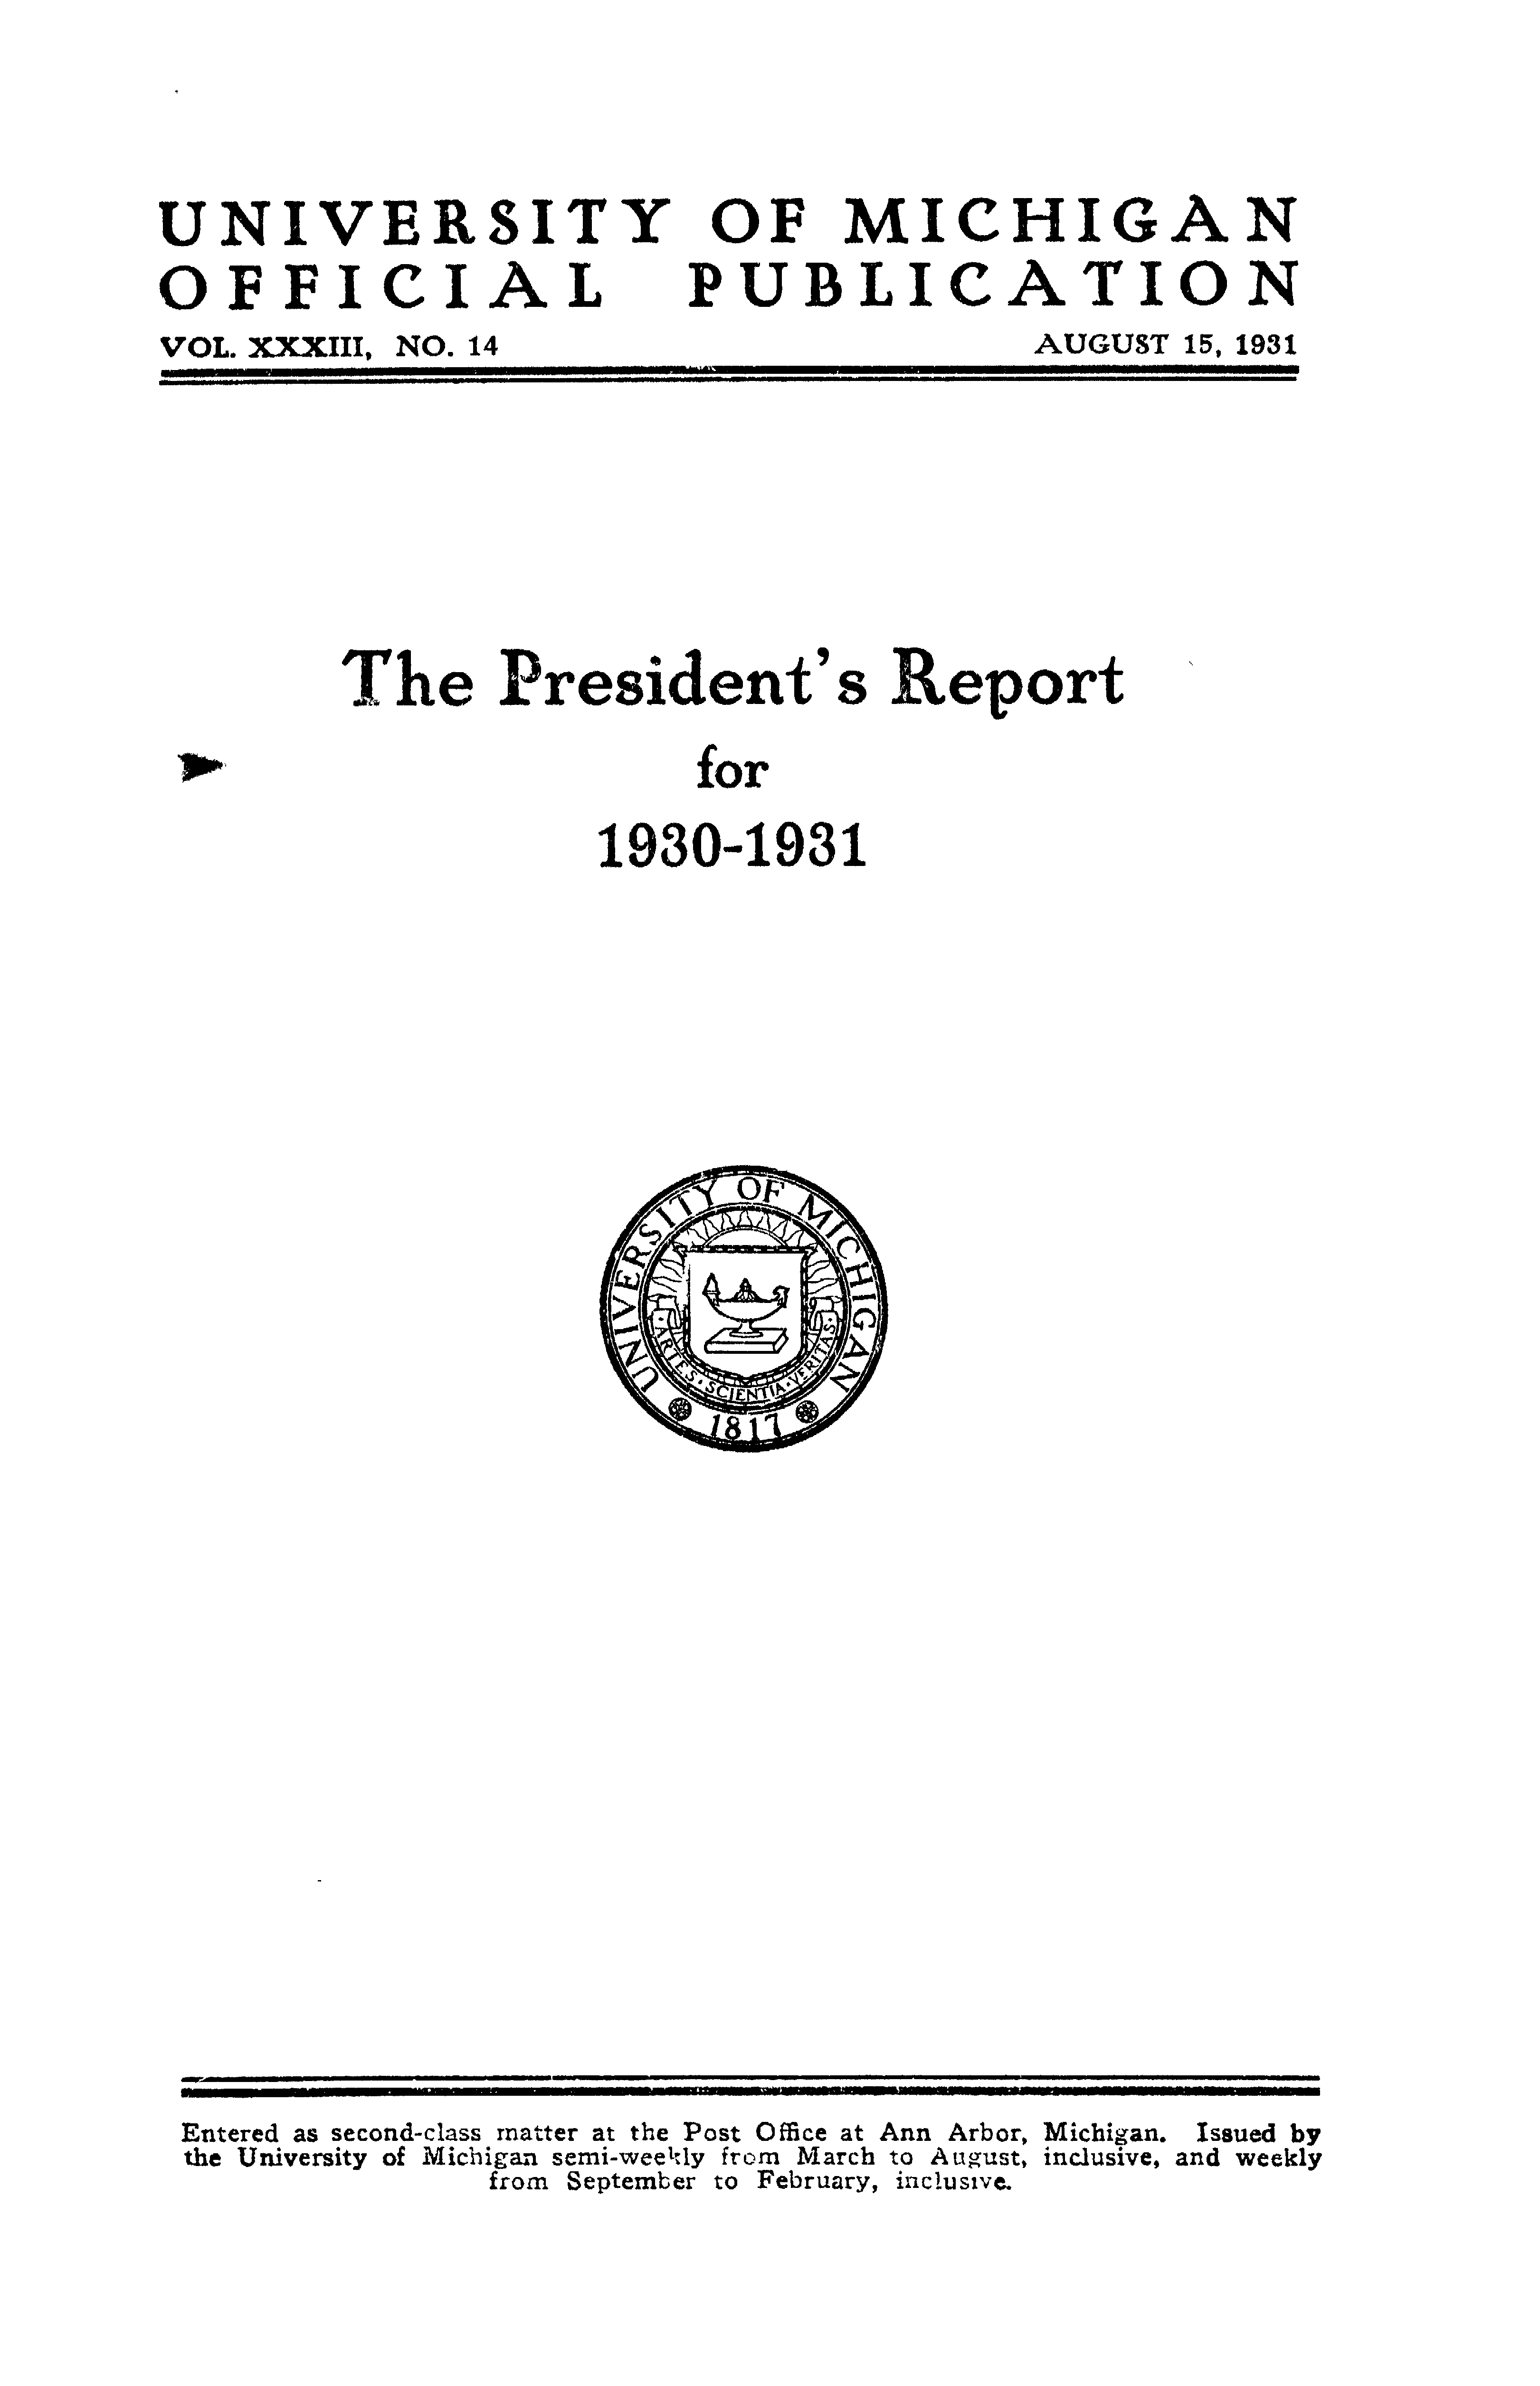 UNIVERSITY OF MICHIGAN
OFFICIAL PUBLICATION
VOL. XXXIII, NO. 14 AUGUST 15, 1931
The President's Report
for
1930-1931
UNIVERSITY OF MICHIGAN
ARTES · SCIENTIA · VERITAS
1817
Entered as second-class matter at the Post Office at Ann Arbor, Michigan. Issued by
the University of Michigan semi-weekly from March to August, inclusive, and weekly
from September to February, inclusive.